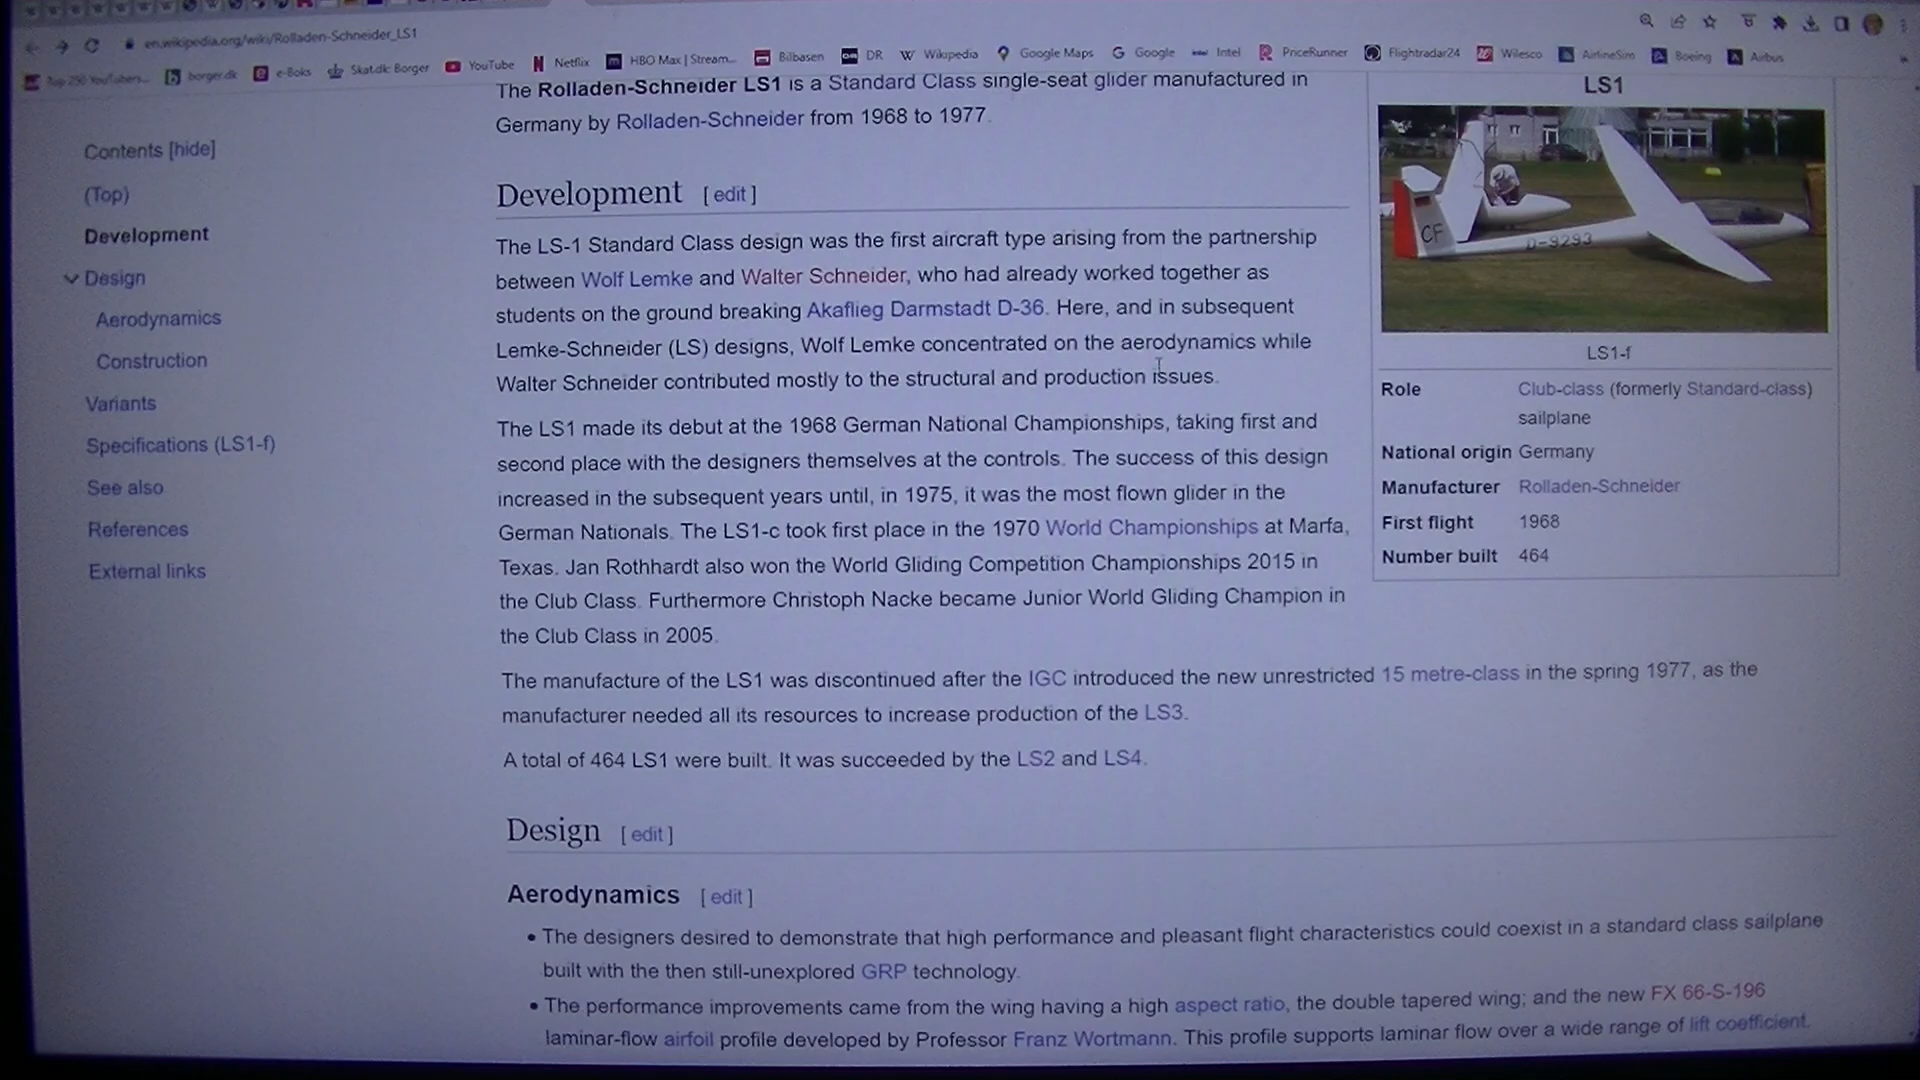 en.wikipedia.org/wiki/Rolladen-Schneider_LS1
Top 250 YouTubers... borger.dk e-Boks Skat.dk: Borger YouTube Netflix HBO Max | Stream... Bilbasen DR Wikipedia Google Maps Google Intel PriceRunner Flightradar24 Wilesco AirlineSim Boeing Airbus
Contents [hide]
(Top)
Development
Design
Aerodynamics
Construction
Variants
Specifications (LS1-f)
See also
References
External links
The Rolladen-Schneider LS1 is a Standard Class single-seat glider manufactured in
Germany by Rolladen-Schneider from 1968 to 1977.
Development [ edit ]
The LS-1 Standard Class design was the first aircraft type arising from the partnership
between Wolf Lemke and Walter Schneider, who had already worked together as
students on the ground breaking Akaflieg Darmstadt D-36. Here, and in subsequent
Lemke-Schneider (LS) designs, Wolf Lemke concentrated on the aerodynamics while
Walter Schneider contributed mostly to the structural and production issues.
The LS1 made its debut at the 1968 German National Championships, taking first and
second place with the designers themselves at the controls. The success of this design
increased in the subsequent years until, in 1975, it was the most flown glider in the
German Nationals. The LS1-c took first place in the 1970 World Championships at Marfa,
Texas. Jan Rothhardt also won the World Gliding Competition Championships 2015 in
the Club Class. Furthermore Christoph Nacke became Junior World Gliding Champion in
the Club Class in 2005.
The manufacture of the LS1 was discontinued after the IGC introduced the new unrestricted 15 metre-class in the spring 1977, as the
manufacturer needed all its resources to increase production of the LS3.
A total of 464 LS1 were built. It was succeeded by the LS2 and LS4.
Design [ edit ]
Aerodynamics [ edit ]
• The designers desired to demonstrate that high performance and pleasant flight characteristics could coexist in a standard class sailplane
built with the then still-unexplored GRP technology.
• The performance improvements came from the wing having a high aspect ratio, the double tapered wing; and the new FX 66-S-196
laminar-flow airfoil profile developed by Professor Franz Wortmann. This profile supports laminar flow over a wide range of lift coefficient.
LS1
CF
D-9293
LS1-f
Role Club-class (formerly Standard-class)
sailplane
National origin Germany
Manufacturer Rolladen-Schneider
First flight 1968
Number built 464